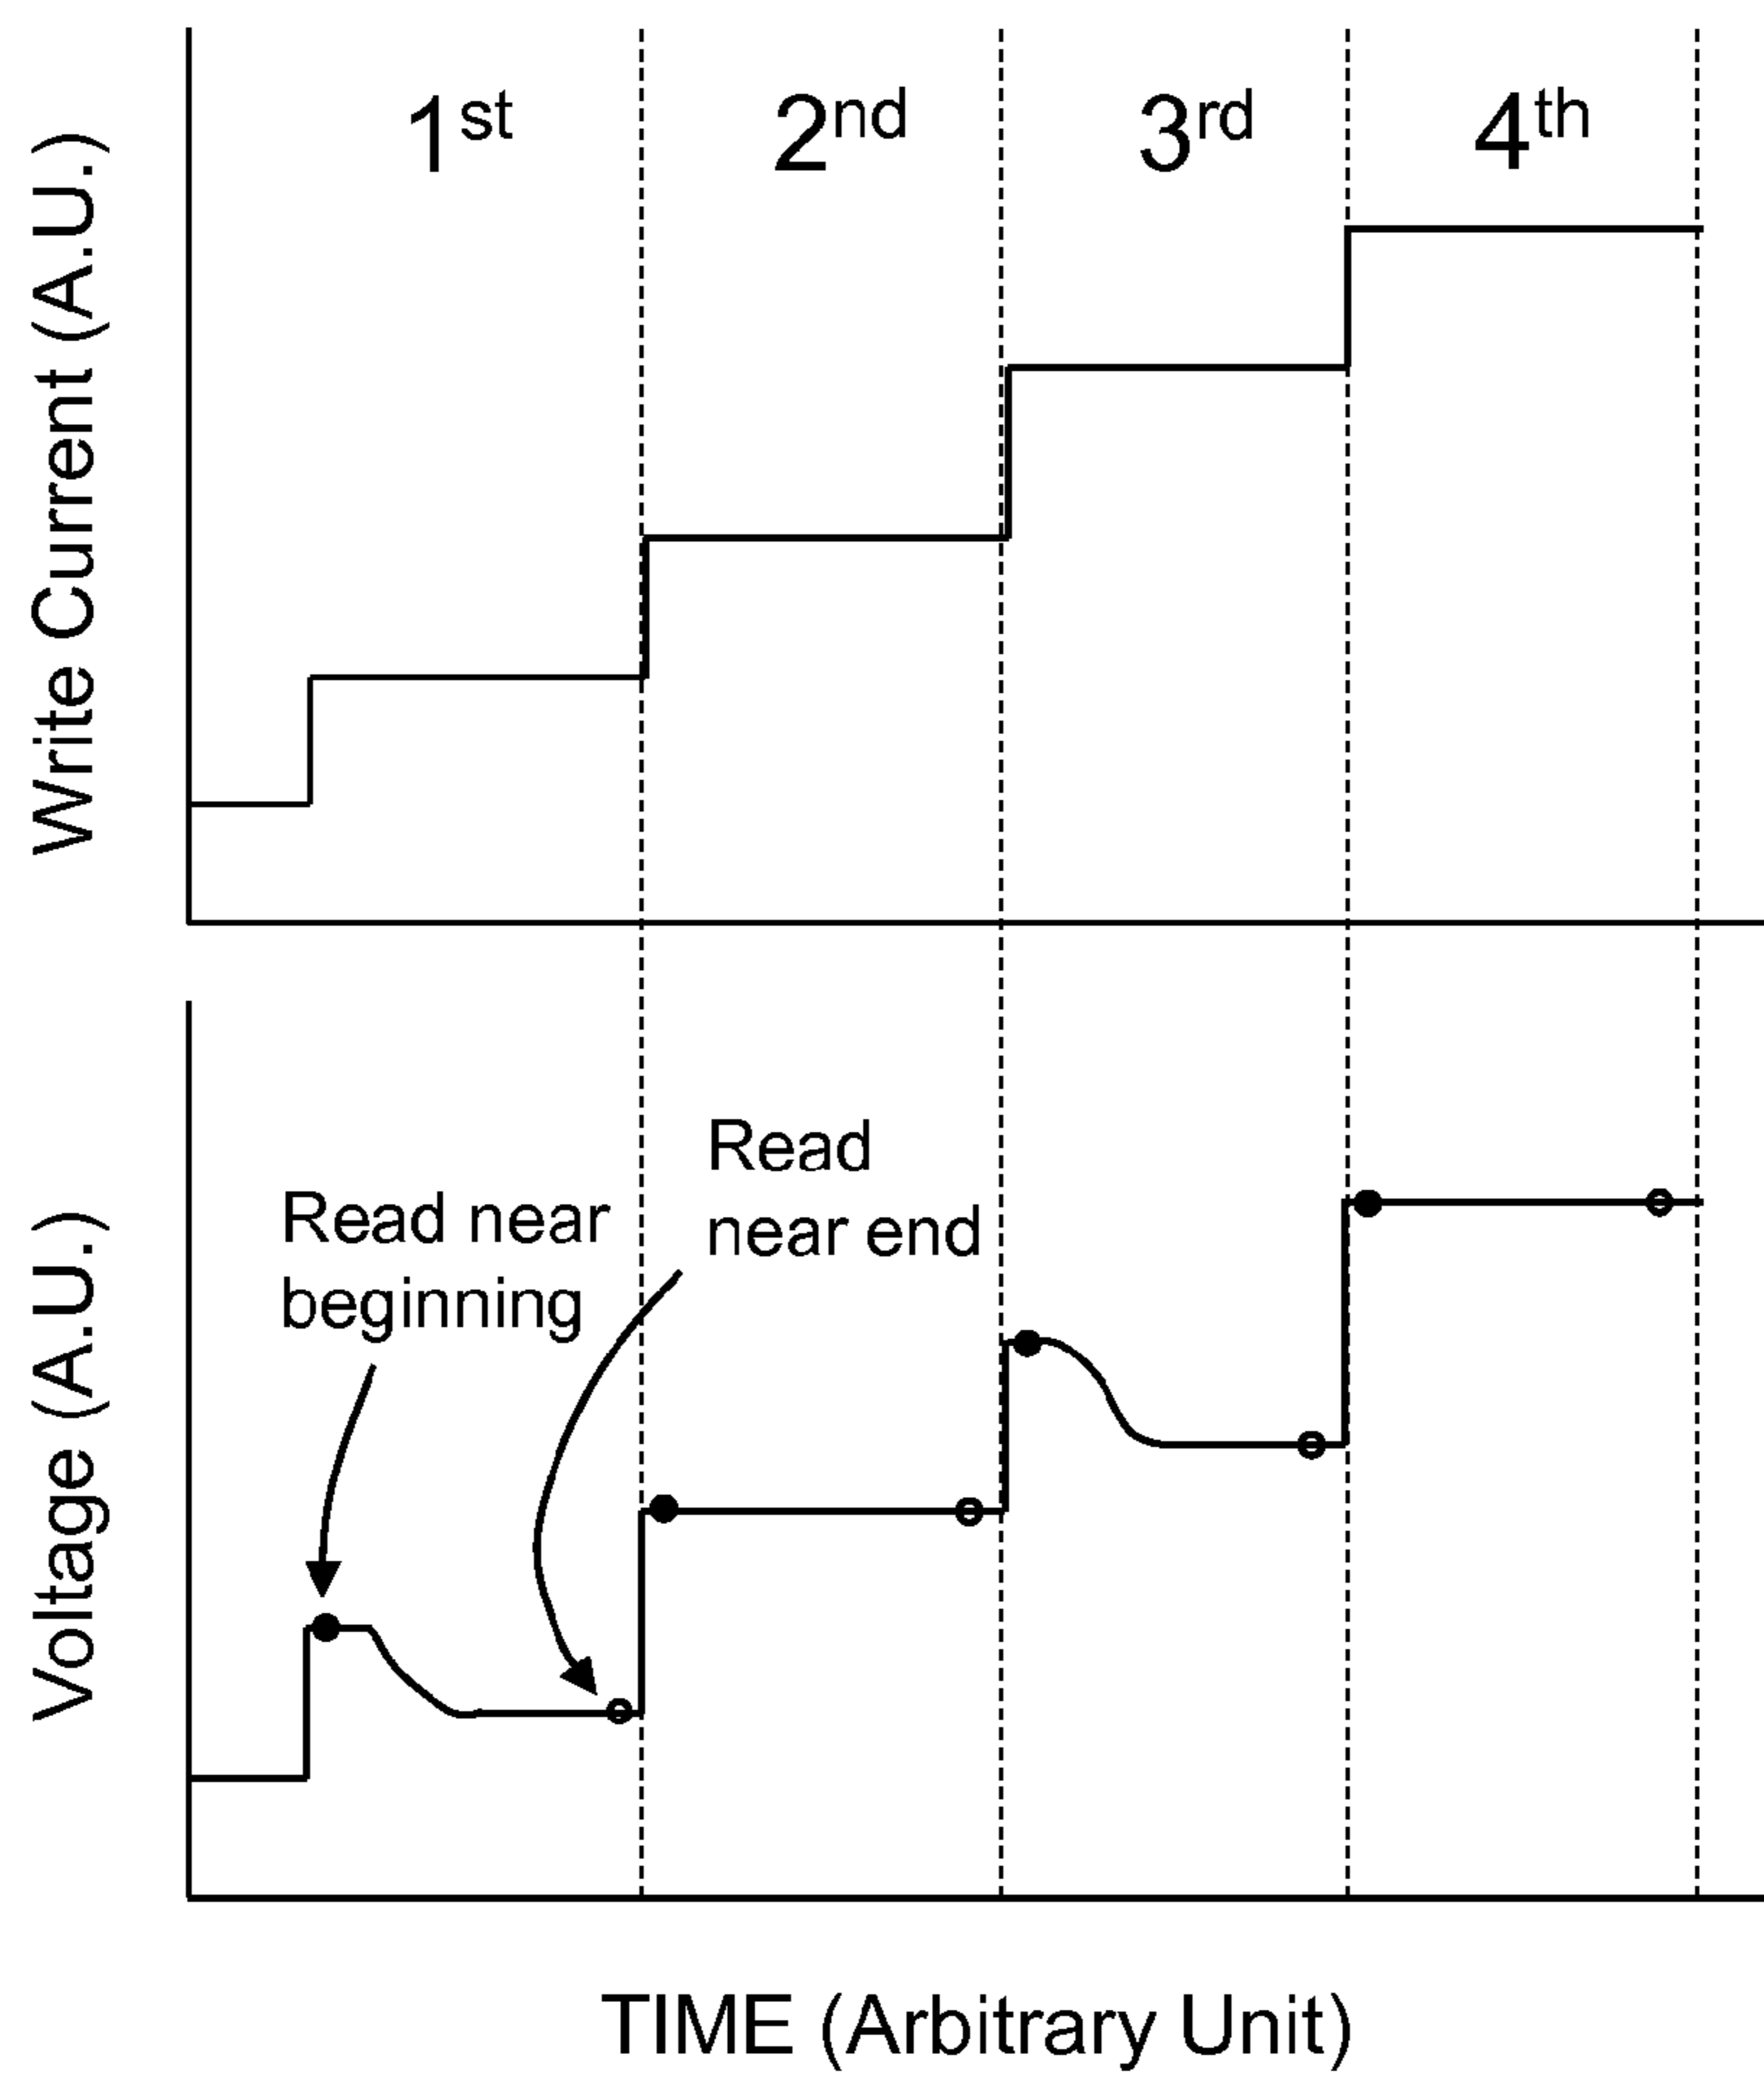 Write Current (A.U.)
1st
2nd
3rd
4th
Voltage (A.U.)
Read near
beginning
Read
near end
TIME (Arbitrary Unit)